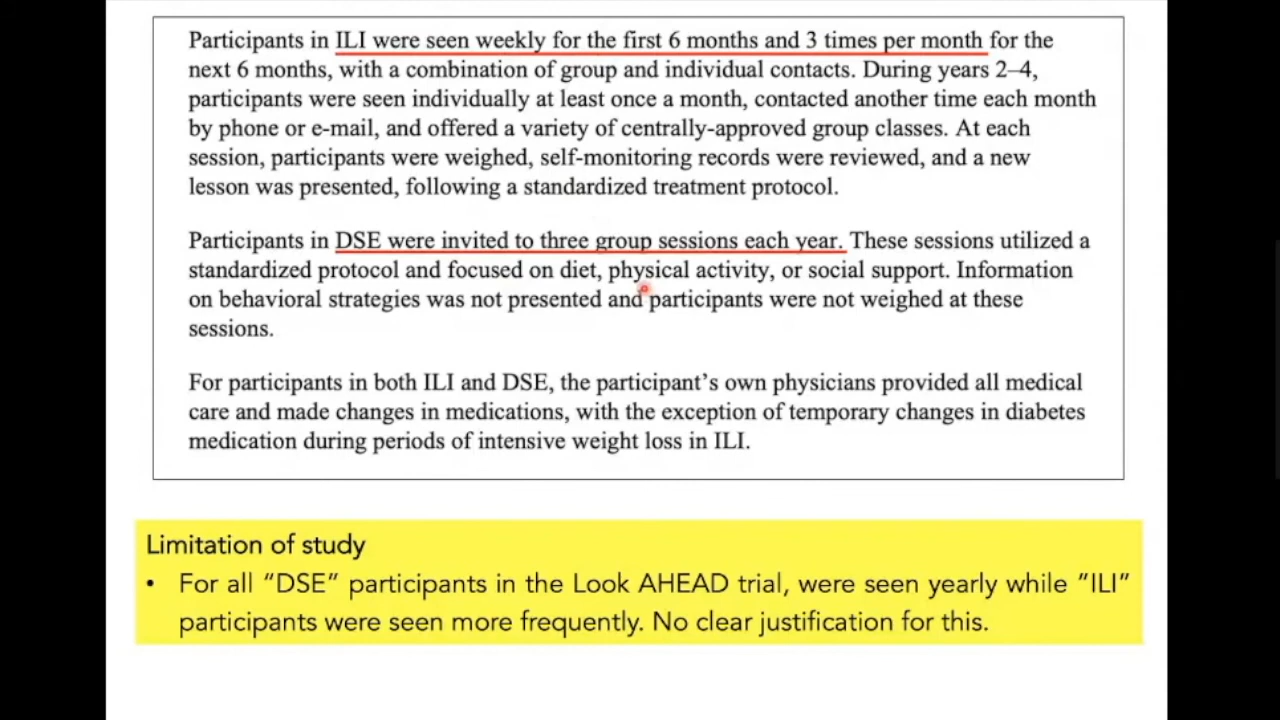 Participants in ILI were seen weekly for the first 6 months and 3 times per month for the
next 6 months, with a combination of group and individual contacts. During years 2–4,
participants were seen individually at least once a month, contacted another time each month
by phone or e-mail, and offered a variety of centrally-approved group classes. At each
session, participants were weighed, self-monitoring records were reviewed, and a new
lesson was presented, following a standardized treatment protocol.
Participants in DSE were invited to three group sessions each year. These sessions utilized a
standardized protocol and focused on diet, physical activity, or social support. Information
on behavioral strategies was not presented and participants were not weighed at these
sessions.
For participants in both ILI and DSE, the participant’s own physicians provided all medical
care and made changes in medications, with the exception of temporary changes in diabetes
medication during periods of intensive weight loss in ILI.
Limitation of study
• For all ”DSE” participants in the Look AHEAD trial, were seen yearly while ”ILI”
participants were seen more frequently. No clear justification for this.